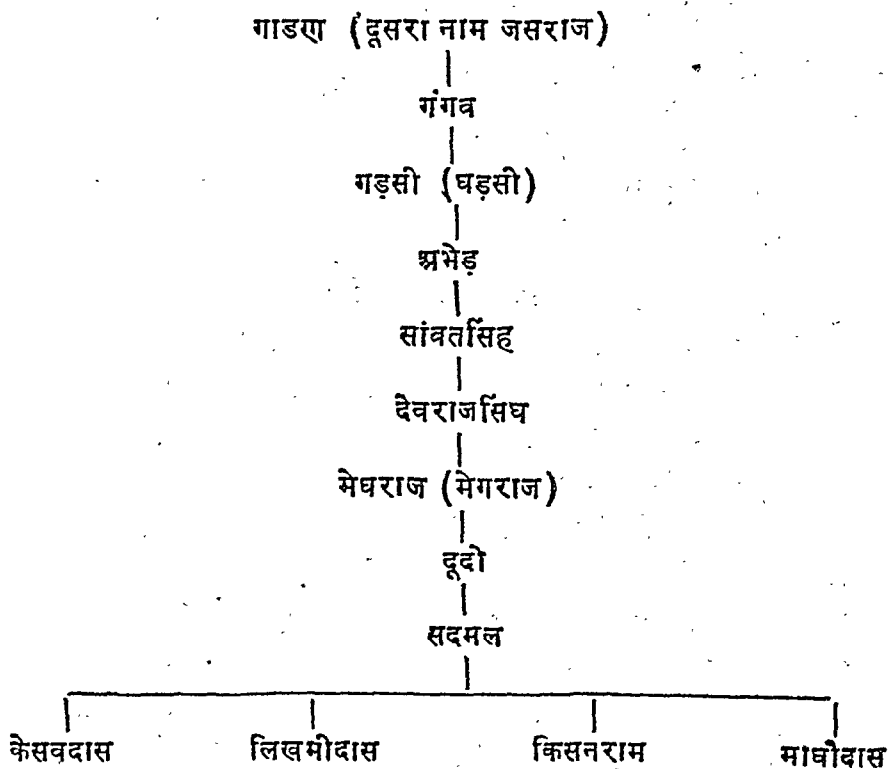 गाडण (दूसरा नाम जसराज)
गंगव
गड़सी (घड़सी)
अभेड़
सांवतसिंह
देवराजसिंघ
मेघराज (मेगराज)
दूदो
सदमल
केसवदास लिखमीदास किसनराम माघोदास